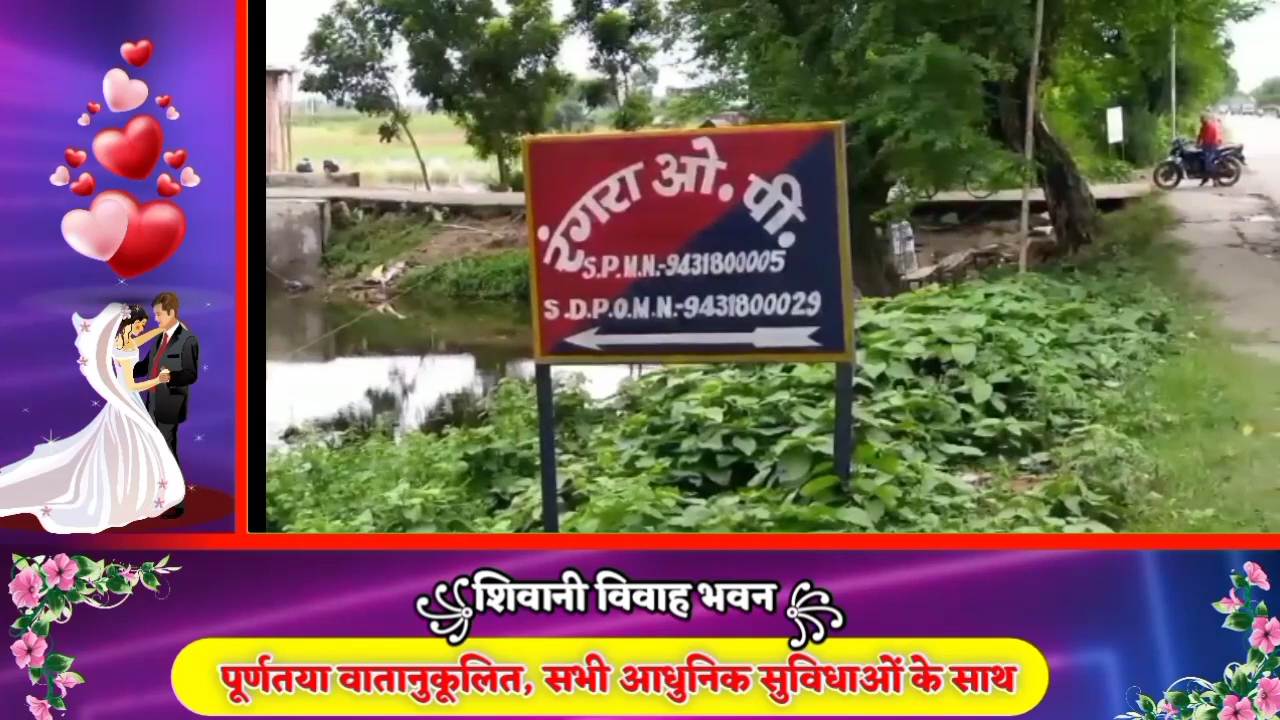 रंगरा ओ. पी.
S.P.M.N.-9431800005
S.D.P.O.M.N-9431800029
शिवानी विवाह भवन
पूर्णतया वातानुकूलित, सभी आधुनिक सुविधाओं के साथ